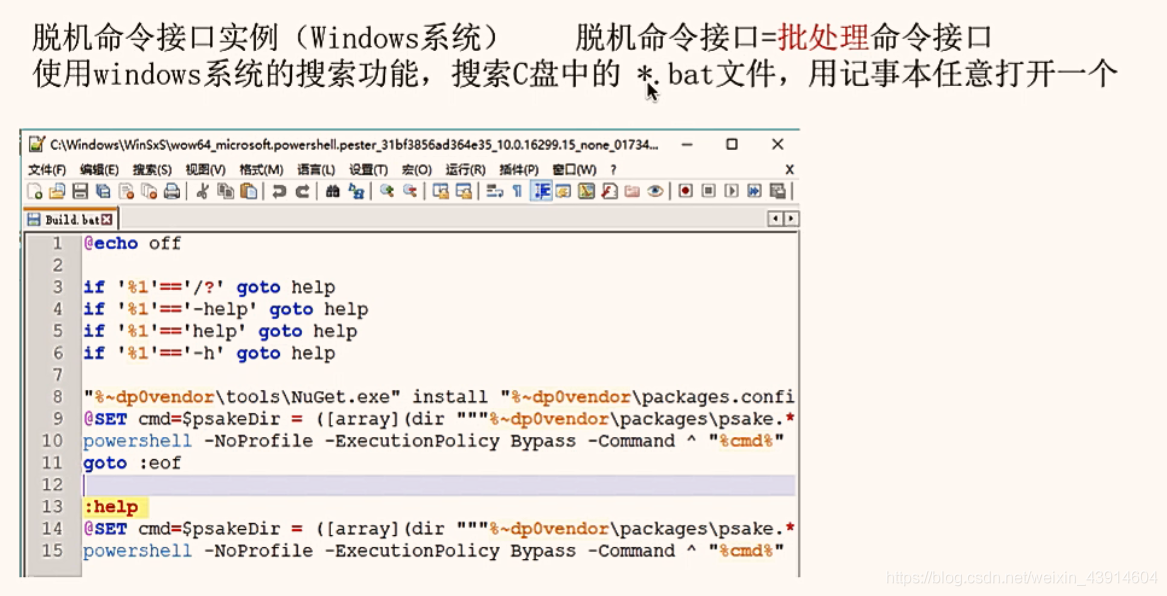 脱机命令接口实例（Windows系统） 脱机命令接口=批处理命令接口
使用windows系统的搜索功能，搜索C盘中的 *.bat文件，用记事本任意打开一个
C:\Windows\WinSxS\wow64_microsoft.powershell.pester_31bf3856ad364e35_10.0.16299.15_none_01734...
文件(F) 编辑(E) 搜索(S) 视图(V) 格式(M) 语言(L) 设置(T) 宏(O) 运行(R) 插件(P) 窗口(W) ? X
Build.bat
1 @echo off
2
3 if '%1'=='/?' goto help
4 if '%1'=='-help' goto help
5 if '%1'=='help' goto help
6 if '%1'=='-h' goto help
7
8 "%~dp0vendor\tools\NuGet.exe" install "%~dp0vendor\packages.confi
9 @SET cmd=$psakeDir = ([array](dir """%~dp0vendor\packages\psake.*
10 powershell -NoProfile -ExecutionPolicy Bypass -Command ^ "%cmd%"
11 goto :eof
12
13 :help
14 @SET cmd=$psakeDir = ([array](dir """%~dp0vendor\packages\psake.*
15 powershell -NoProfile -ExecutionPolicy Bypass -Command ^ "%cmd%"
https://blog.csdn.net/weixin_43914604